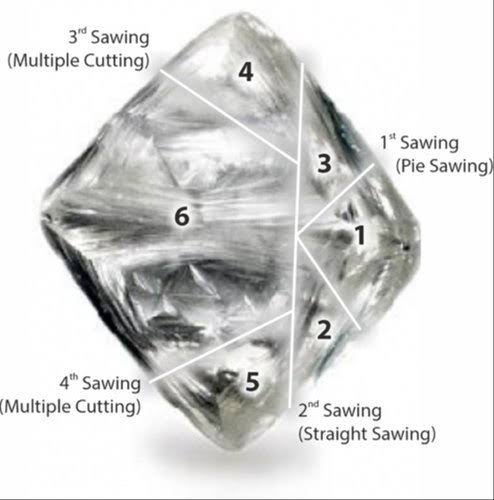 3rd Sawing
(Multiple Cutting)
4
1st Sawing
(Pie Sawing)
3
6
1
2
4th Sawing
(Multiple Cutting)
5
2nd Sawing
(Straight Sawing)